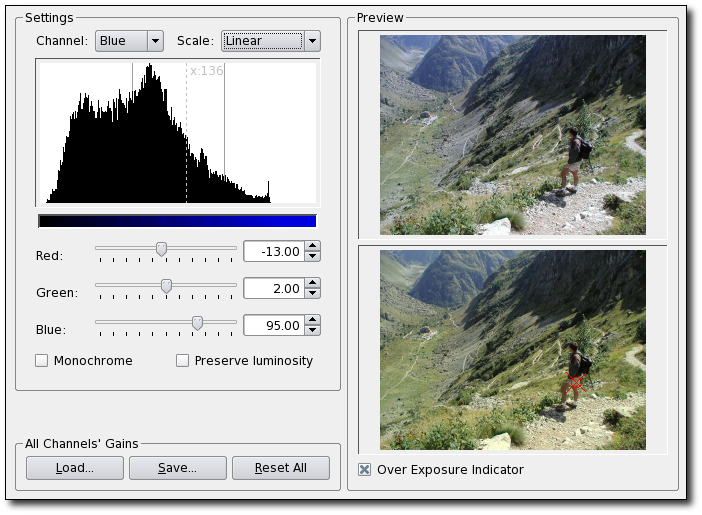 Settings
Channel: Blue Scale: Linear
x:136
Red: -13.00
Green: 2.00
Blue: 95.00
Monochrome Preserve luminosity
All Channels' Gains
Load... Save... Reset All
Preview
Over Exposure Indicator